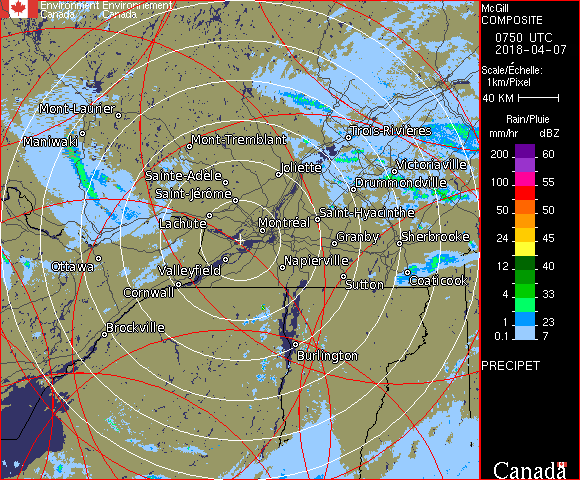 Environment Environnement
Canada Canada
Mont-Laurier
Maniwaki
Mont-Tremblant
Trois-Rivières
Joliette
Victoriaville
Sainte-Adèle
Drummondville
Saint-Jérôme
Lachute
Saint-Hyacinthe
Montréal
Granby
Sherbrooke
Ottawa
Valleyfield
Napierville
Sutton
Coaticook
Cornwall
Brockville
Burlington
McGill
COMPOSITE
0750 UTC
2018-04-07
Scale/Échelle:
1km/Pixel
40 KM
Rain/Pluie
mm/hr dBZ
200 60
100 55
50 50
24 45
12 40
4 33
1 23
0.1 7
PRECIPET
Canada